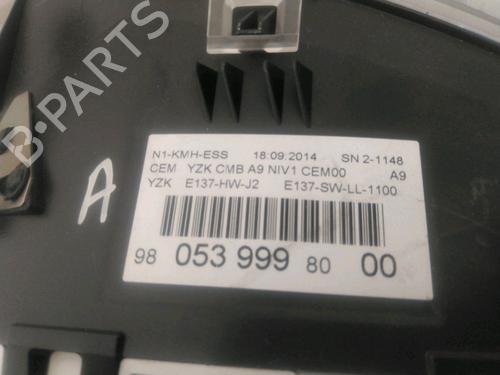 N1-KMH-ESS 18.09.2014 SN 2-1148
CEM YZK CMB A9 NIV1 CEM00 A9
YZK E137-HW-J2 E137-SW-LL-1100
98 053 999 80 00
A
B-PARTS